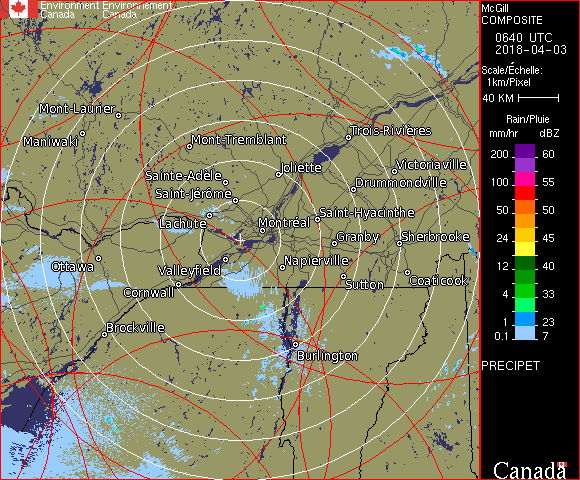 Environment Environnement
Canada Canada
McGill
COMPOSITE
0640 UTC
2018-04-03
Scale/Échelle:
1km/Pixel
40 KM
Rain/Pluie
mm/hr dBZ
200 60
150 57
100 55
50 50
24 45
12 40
4 33
1 23
0.1 7
PRECIPET
Canada
Mont-Laurier
Maniwaki
Mont-Tremblant
Trois-Rivières
Sainte-Adèle
Joliette
Victoriaville
Saint-Jérôme
Drummondville
Lachute
Montréal
Saint-Hyacinthe
Granby
Sherbrooke
Ottawa
Valleyfield
Napierville
Cornwall
Sutton
Coaticook
Brockville
Burlington